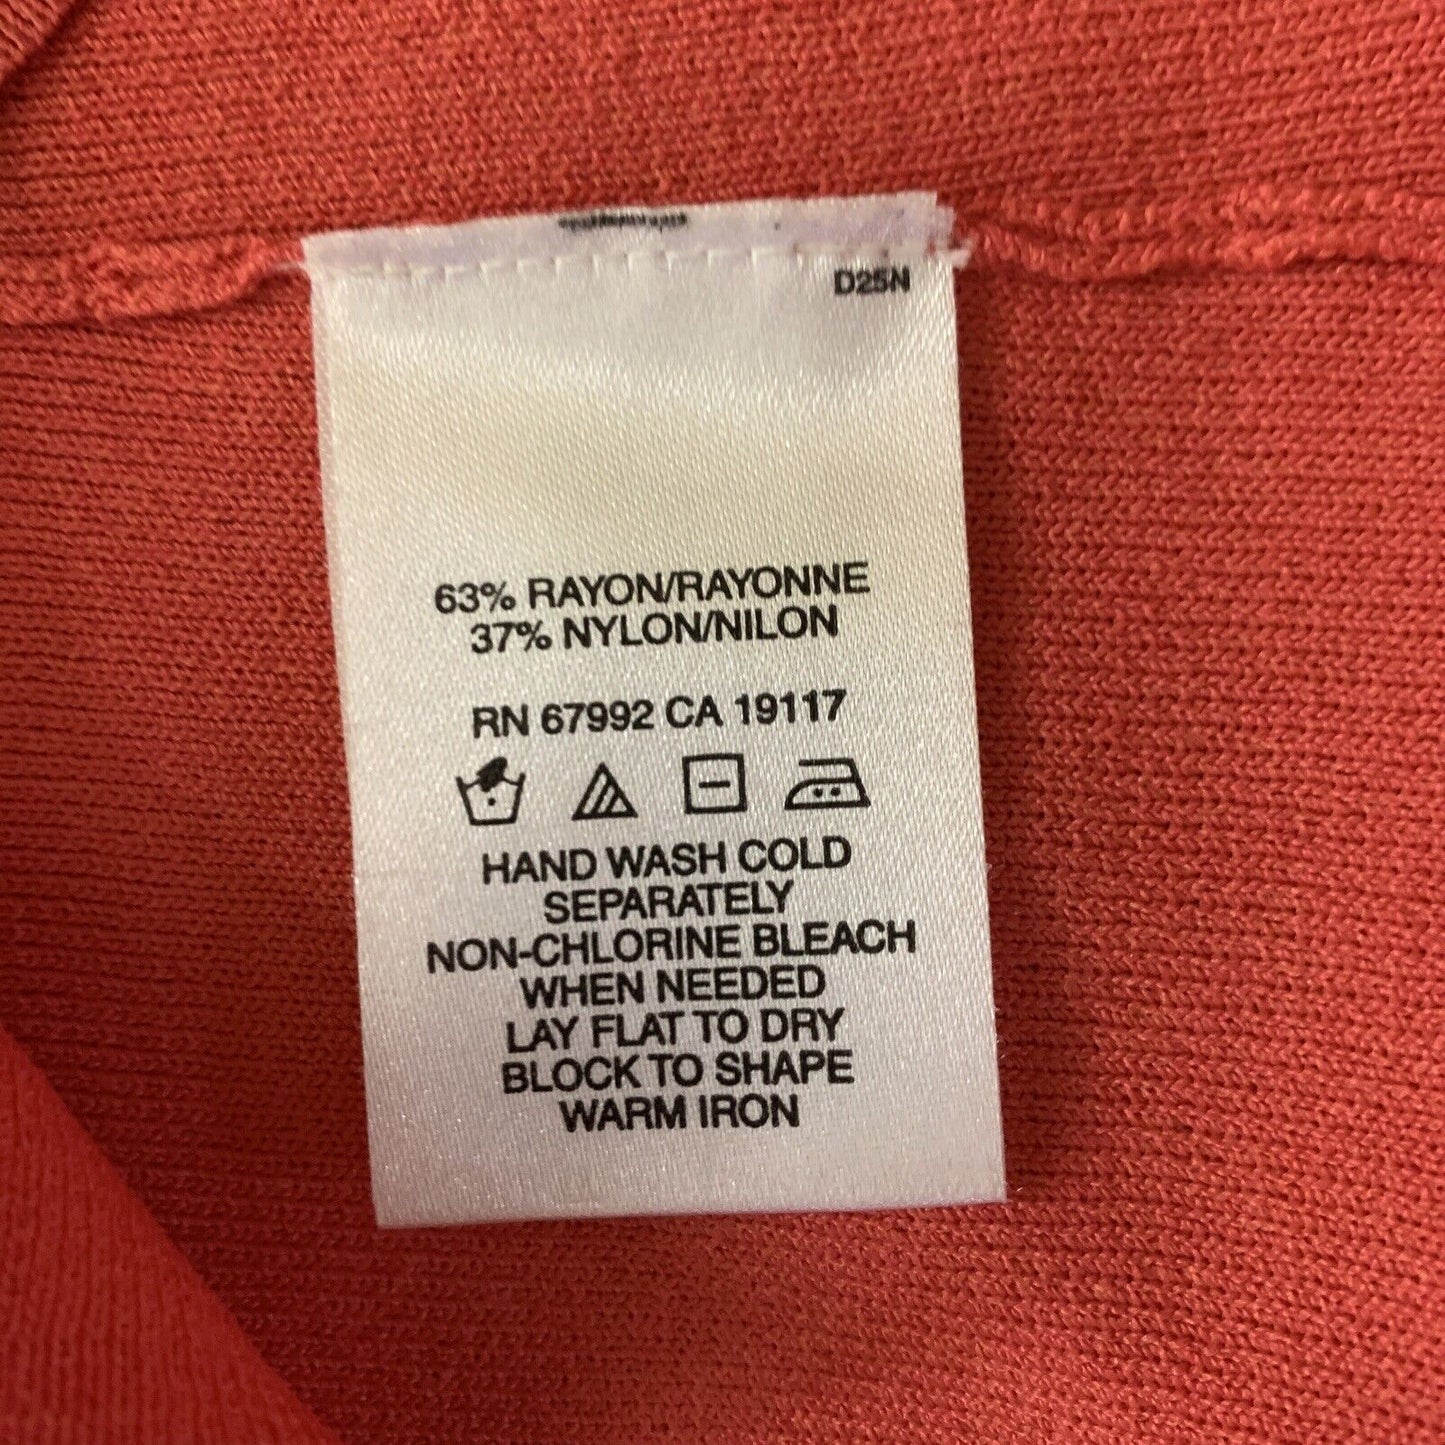 D25N
63% RAYON/RAYONNE
37% NYLON/NILON
RN 67992 CA 19117
HAND WASH COLD
SEPARATELY
NON-CHLORINE BLEACH
WHEN NEEDED
LAY FLAT TO DRY
BLOCK TO SHAPE
WARM IRON